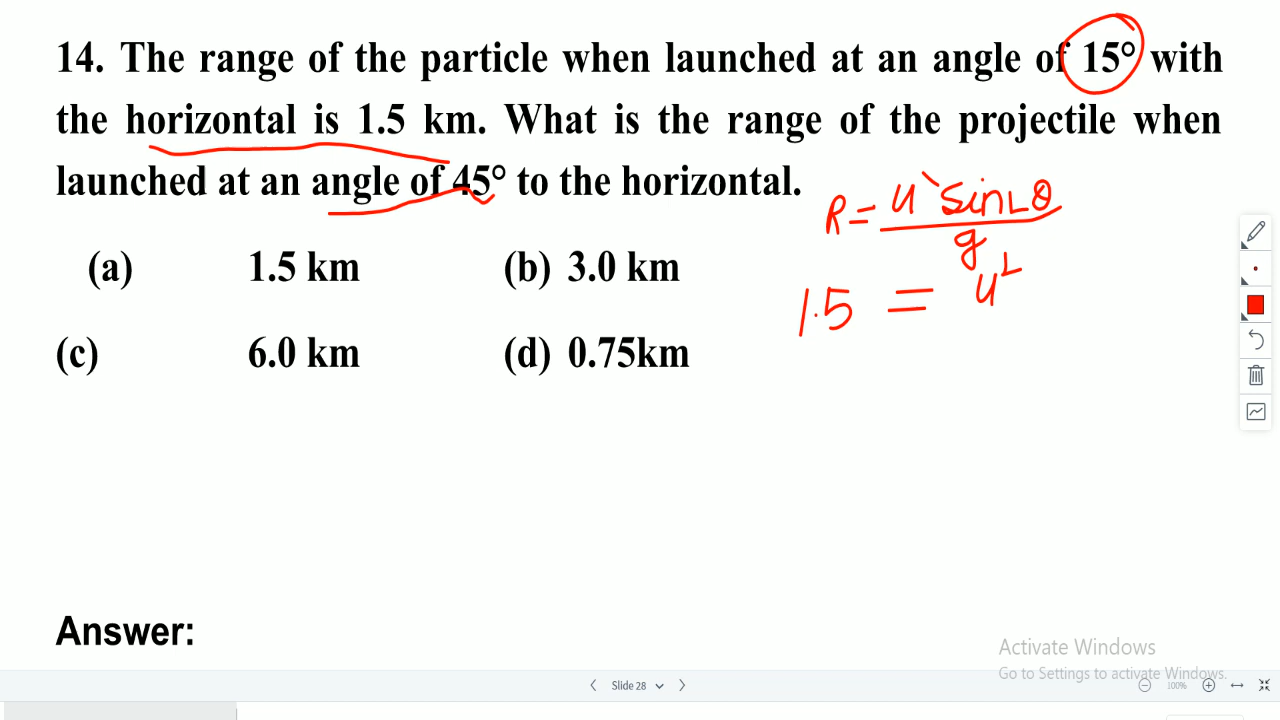 14. The range of the particle when launched at an angle of 15° with
the horizontal is 1.5 km. What is the range of the projectile when
launched at an angle of 45° to the horizontal.
R = u² sin2θ
g
1.5 = u²
(a) 1.5 km (b) 3.0 km
(c) 6.0 km (d) 0.75km
Answer:
Activate Windows
Go to Settings to activate Windows.
Slide 28
100%